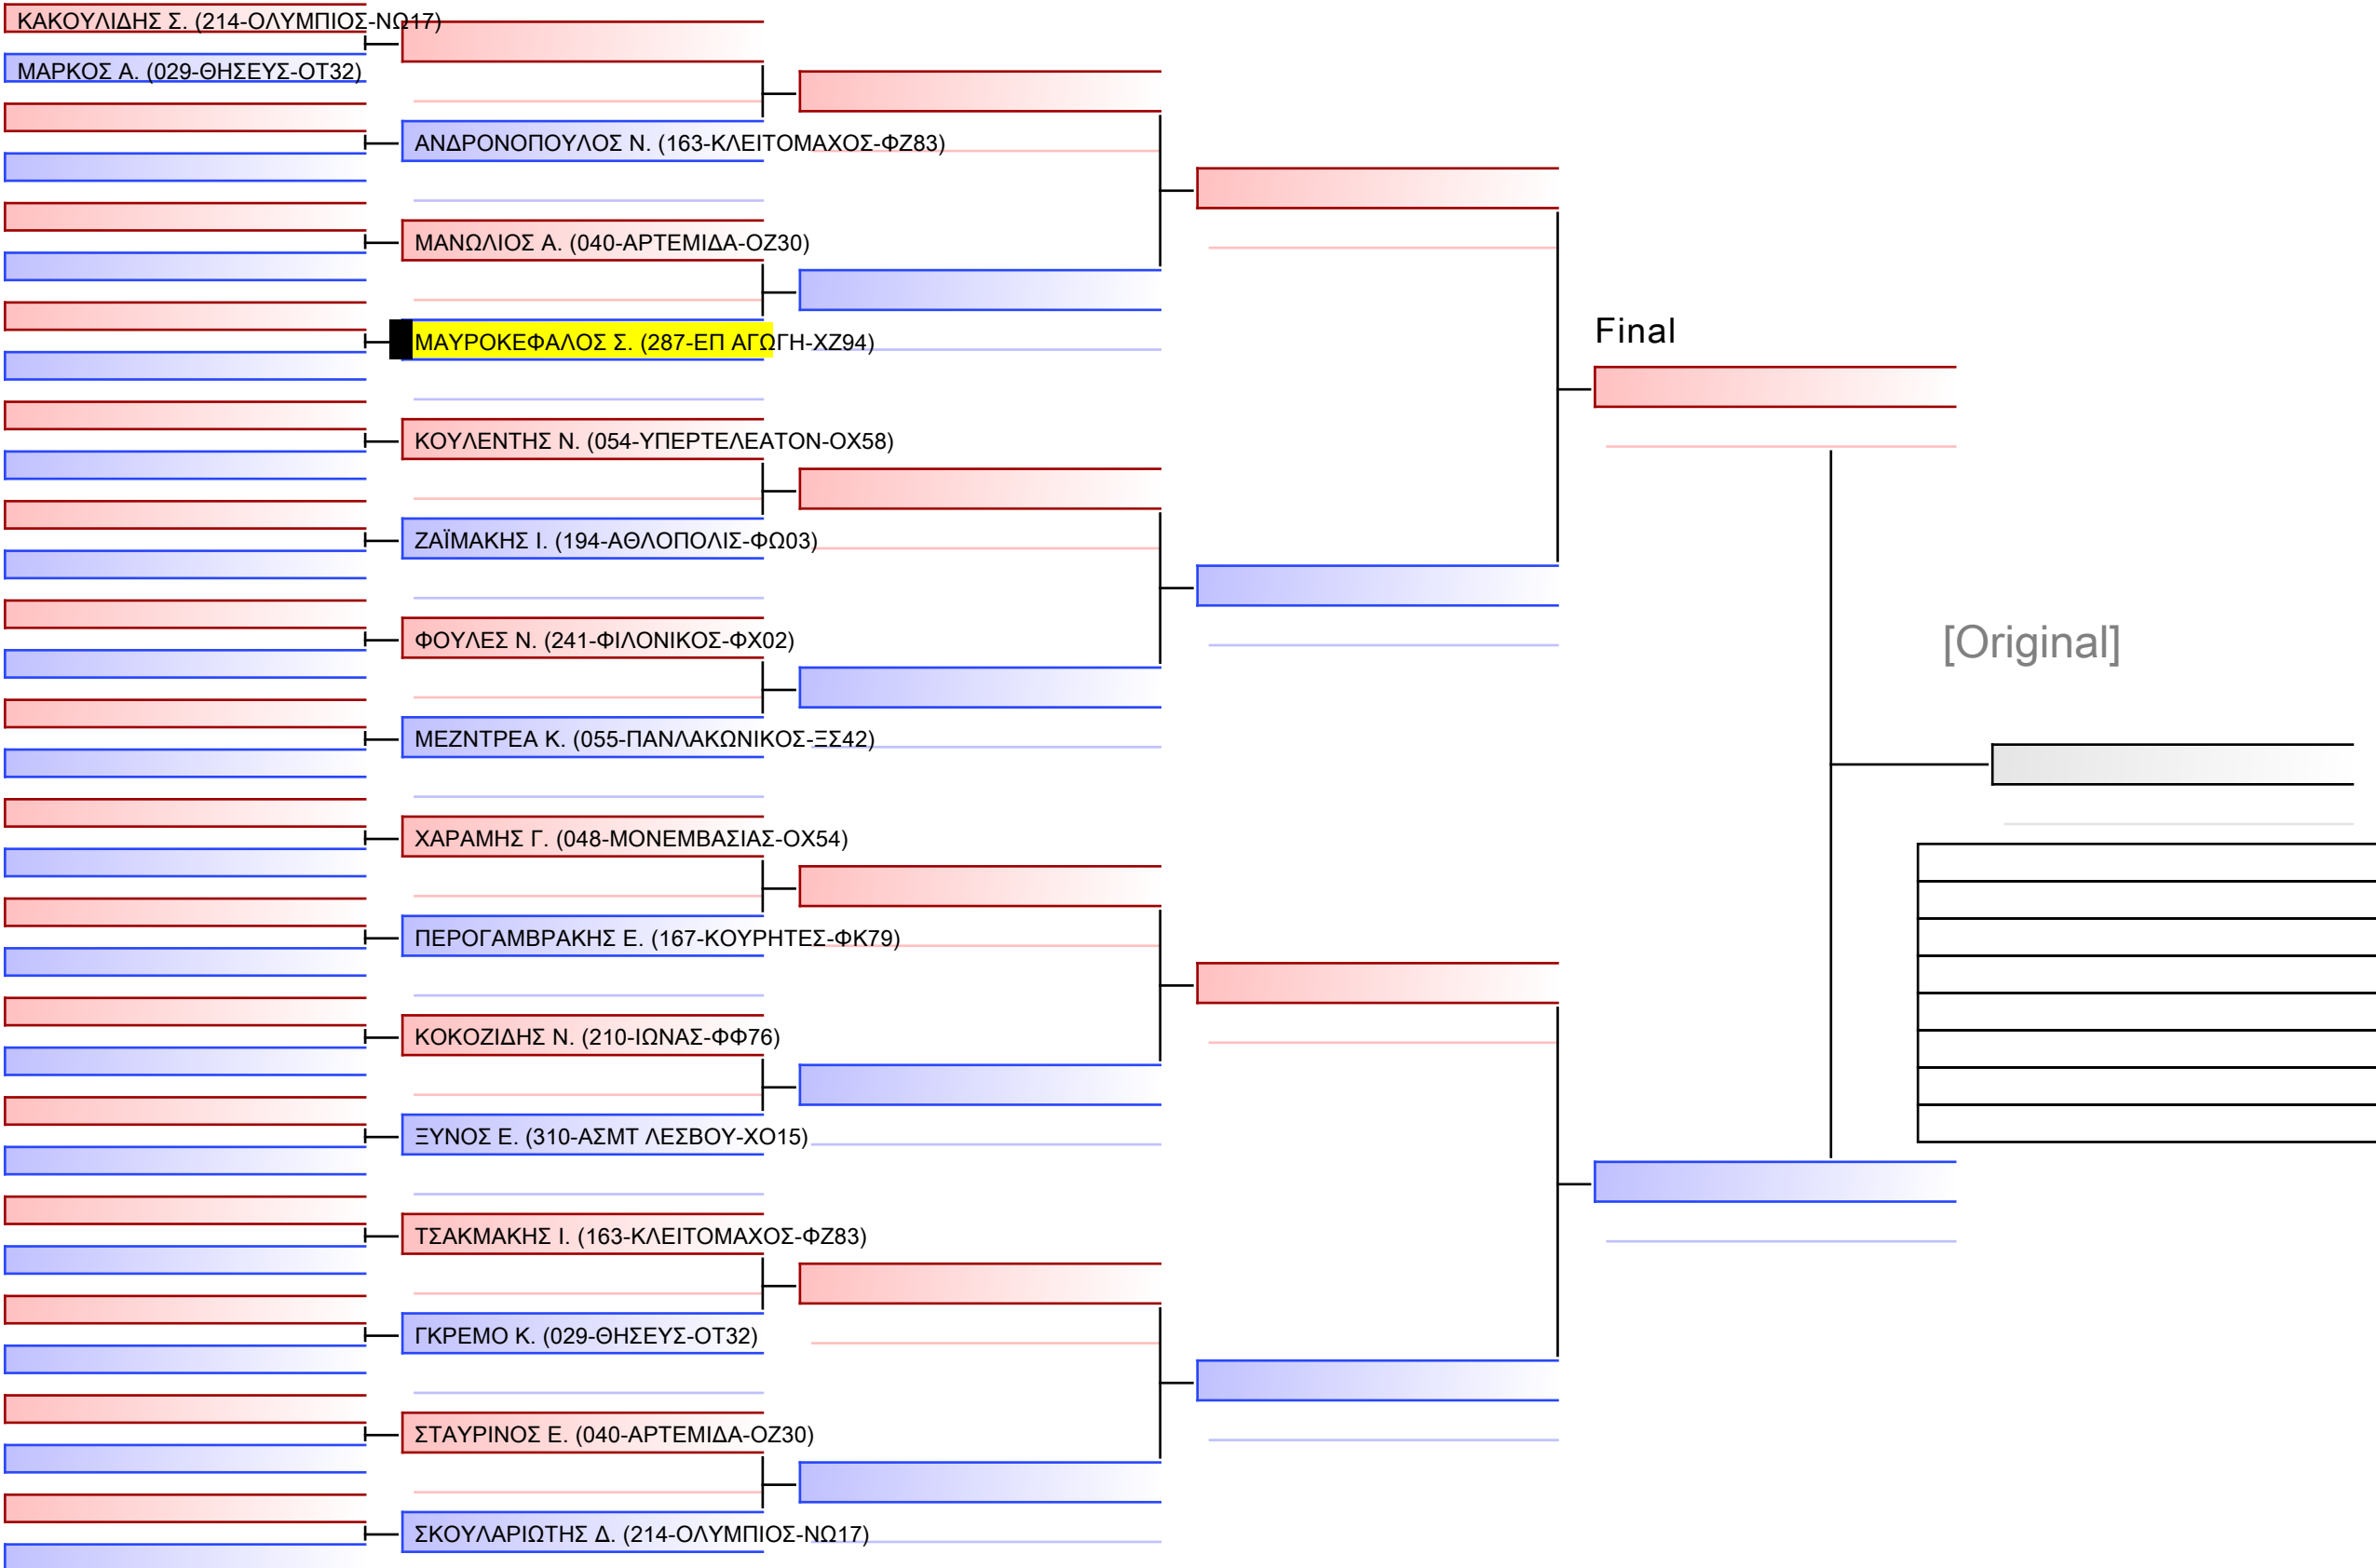 ΚΑΚΟΥΛΙΔΗΣ Σ. (214-ΟΛΥΜΠΙΟΣ-ΝΩ17)
ΜΑΡΚΟΣ Α. (029-ΘΗΣΕΥΣ-ΟΤ32)
ΑΝΔΡΟΝΟΠΟΥΛΟΣ Ν. (163-ΚΛΕΙΤΟΜΑΧΟΣ-ΦΖ83)
ΜΑΝΩΛΙΟΣ Α. (040-ΑΡΤΕΜΙΔΑ-ΟΖ30)
ΜΑΥΡΟΚΕΦΑΛΟΣ Σ. (287-ΕΠ ΑΓΩΓΗ-ΧΖ94)
ΚΟΥΛΕΝΤΗΣ Ν. (054-ΥΠΕΡΤΕΛΕΑΤΟΝ-ΟΧ58)
ΖΑΪΜΑΚΗΣ Ι. (194-ΑΘΛΟΠΟΛΙΣ-ΦΩ03)
ΦΟΥΛΕΣ Ν. (241-ΦΙΛΟΝΙΚΟΣ-ΦΧ02)
ΜΕΖΝΤΡΕΑ Κ. (055-ΠΑΝΛΑΚΩΝΙΚΟΣ-ΞΣ42)
ΧΑΡΑΜΗΣ Γ. (048-ΜΟΝΕΜΒΑΣΙΑΣ-ΟΧ54)
ΠΕΡΟΓΑΜΒΡΑΚΗΣ Ε. (167-ΚΟΥΡΗΤΕΣ-ΦΚ79)
ΚΟΚΟΖΙΔΗΣ Ν. (210-ΙΩΝΑΣ-ΦΦ76)
ΞΥΝΟΣ Ε. (310-ΑΣΜΤ ΛΕΣΒΟΥ-ΧΟ15)
ΤΣΑΚΜΑΚΗΣ Ι. (163-ΚΛΕΙΤΟΜΑΧΟΣ-ΦΖ83)
ΓΚΡΕΜΟ Κ. (029-ΘΗΣΕΥΣ-ΟΤ32)
ΣΤΑΥΡΙΝΟΣ Ε. (040-ΑΡΤΕΜΙΔΑ-ΟΖ30)
ΣΚΟΥΛΑΡΙΩΤΗΣ Δ. (214-ΟΛΥΜΠΙΟΣ-ΝΩ17)
Final
[Original]